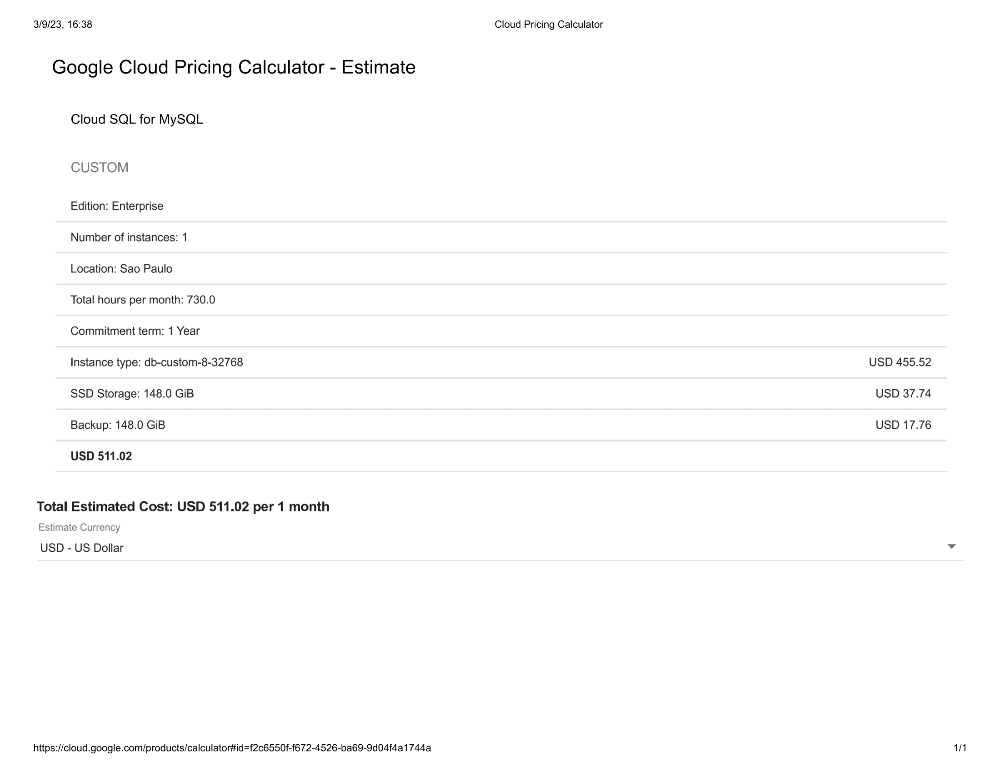 3/9/23, 16:38
Cloud Pricing Calculator
Google Cloud Pricing Calculator - Estimate
Cloud SQL for MySQL
CUSTOM
Edition: Enterprise
Number of instances: 1
Location: Sao Paulo
Total hours per month: 730.0
Commitment term: 1 Year
Instance type: db-custom-8-32768 USD 455.52
SSD Storage: 148.0 GiB USD 37.74
Backup: 148.0 GiB USD 17.76
USD 511.02
Total Estimated Cost: USD 511.02 per 1 month
Estimate Currency
USD - US Dollar
https://cloud.google.com/products/calculator#id=f2c6550f-f672-4526-ba69-9d04f4a1744a
1/1